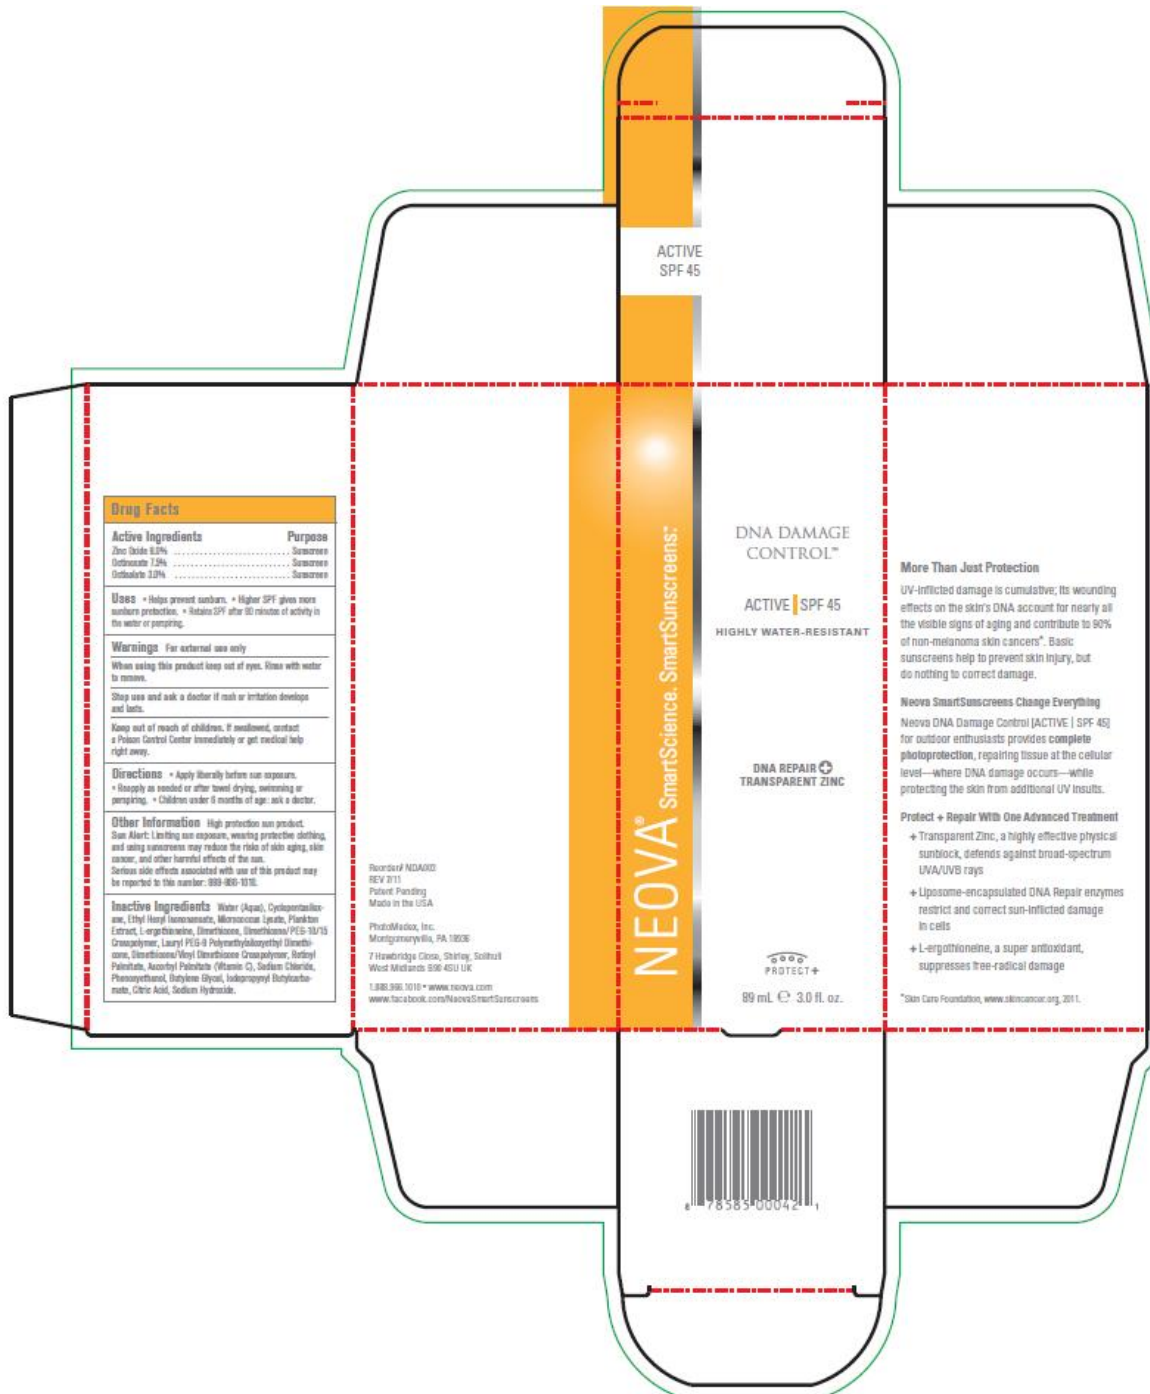 ACTIVE
SPF 45
Drug Facts
Active Ingredients Purpose
Zinc Oxide 9.0% Sunscreen
Octinoxate 7.5% Sunscreen
Octisalate 3.0% Sunscreen
Uses • Helps prevent sunburn. • Higher SPF gives more
sunburn protection. • Retains SPF after 80 minutes of activity in
the water or perspiring.
Warnings For external use only
When using this product keep out of eyes. Rinse with water
to remove.
Stop use and ask a doctor if rash or irritation develops
and lasts.
Keep out of reach of children. If swallowed, contact
a Poison Control Center immediately or get medical help
right away.
Directions • Apply liberally before sun exposure.
• Reapply as needed or after towel drying, swimming or
perspiring. • Children under 6 months of age: ask a doctor.
Other Information High protection sun product.
Sun Alert: Limiting sun exposure, wearing protective clothing,
and using sunscreens may reduce the risks of skin aging, skin
cancer, and other harmful effects of the sun.
Serious side effects associated with use of this product may
be reported to this number:
Inactive Ingredients Water (Aqua), Cyclopentasilox-
ane, Ethyl Hexyl Isononanoate, Micrococcus Lysate, Plankton
Extract, L-ergothioneine, Dimethicone, Dimethicone/PEG-10/15
Crosspolymer, Lauryl PEG-9 Polymethylsiloxyethyl Dimethi-
cone, Dimethicone/Vinyl Dimethicone Crosspolymer, Retinyl
Palmitate, Ascorbyl Palmitate (Vitamin C), Sodium Chloride,
Phenoxyethanol, Butylene Glycol, Iodopropynyl Butylcarba-
mate, Citric Acid, Sodium Hydroxide.
Reorder#
REV 7/11
Patent Pending
Made in the USA
PhotoMedex, Inc.
Montgomeryville, PA 18936
7 Hawbridge Close, Shirley, Solihull
West Midlands B90 4SU UK
1.888.966.1010 • www.neova.com
www.facebook.com/NeovaSmartSunscreens
NEOVA® SmartScience. SmartSunscreens.™
DNA DAMAGE
CONTROL™
ACTIVE | SPF 45
HIGHLY WATER-RESISTANT
DNA REPAIR +
TRANSPARENT ZINC
PROTECT+
89 mL ℮ 3.0 fl. oz.
More Than Just Protection
UV-inflicted damage is cumulative; its wounding
effects on the skin's DNA account for nearly all
the visible signs of aging and contribute to 90%
of non-melanoma skin cancers*. Basic
sunscreens help to prevent skin injury, but
do nothing to correct damage.
Neova SmartSunscreens Change Everything
Neova DNA Damage Control [ACTIVE | SPF 45]
for outdoor enthusiasts provides complete
photoprotection, repairing tissue at the cellular
level—where DNA damage occurs—while
protecting the skin from additional UV insults.
Protect + Repair With One Advanced Treatment
+ Transparent Zinc, a highly effective physical
sunblock, defends against broad-spectrum
UVA/UVB rays
+ Liposome-encapsulated DNA Repair enzymes
restrict and correct sun-inflicted damage
in cells
+ L-ergothioneine, a super antioxidant,
suppresses free-radical damage
*Skin Care Foundation, www.skincancer.org, 2011.
8 78585 00042 1